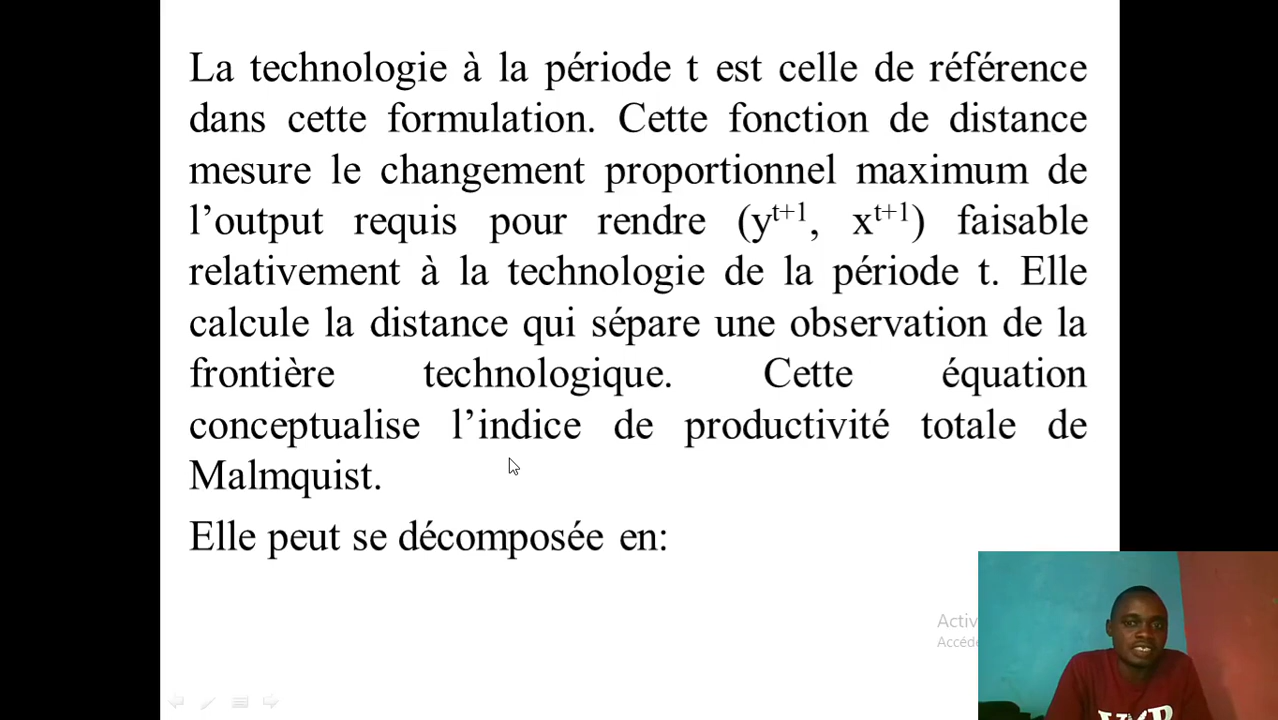 La technologie à la période t est celle de référence
dans cette formulation. Cette fonction de distance
mesure le changement proportionnel maximum de
l’output requis pour rendre (yᵗ⁺¹, xᵗ⁺¹) faisable
relativement à la technologie de la période t. Elle
calcule la distance qui sépare une observation de la
frontière technologique. Cette équation
conceptualise l’indice de productivité totale de
Malmquist.
Elle peut se décomposée en:
Activ
Accéde